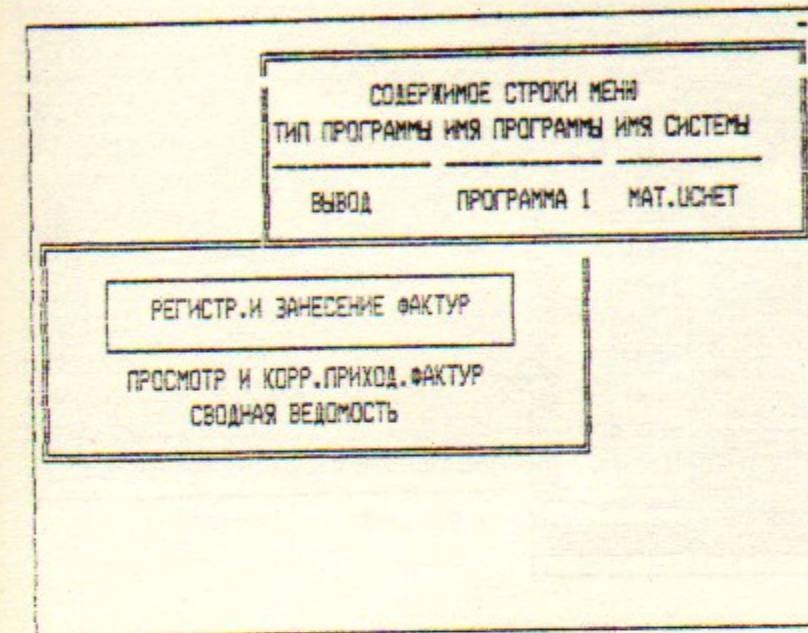 СОДЕРЖИМОЕ СТРОКИ МЕНЮ
ТИП ПРОГРАММЫ ИМЯ ПРОГРАММЫ ИМЯ СИСТЕМЫ
ВЫВОД ПРОГРАММА 1 MAT.UCHET
РЕГИСТР.И ЗАНЕСЕНИЕ ФАКТУР
ПРОСМОТР И КОРР.ПРИХОД.ФАКТУР
СВОДНАЯ ВЕДОМОСТЬ